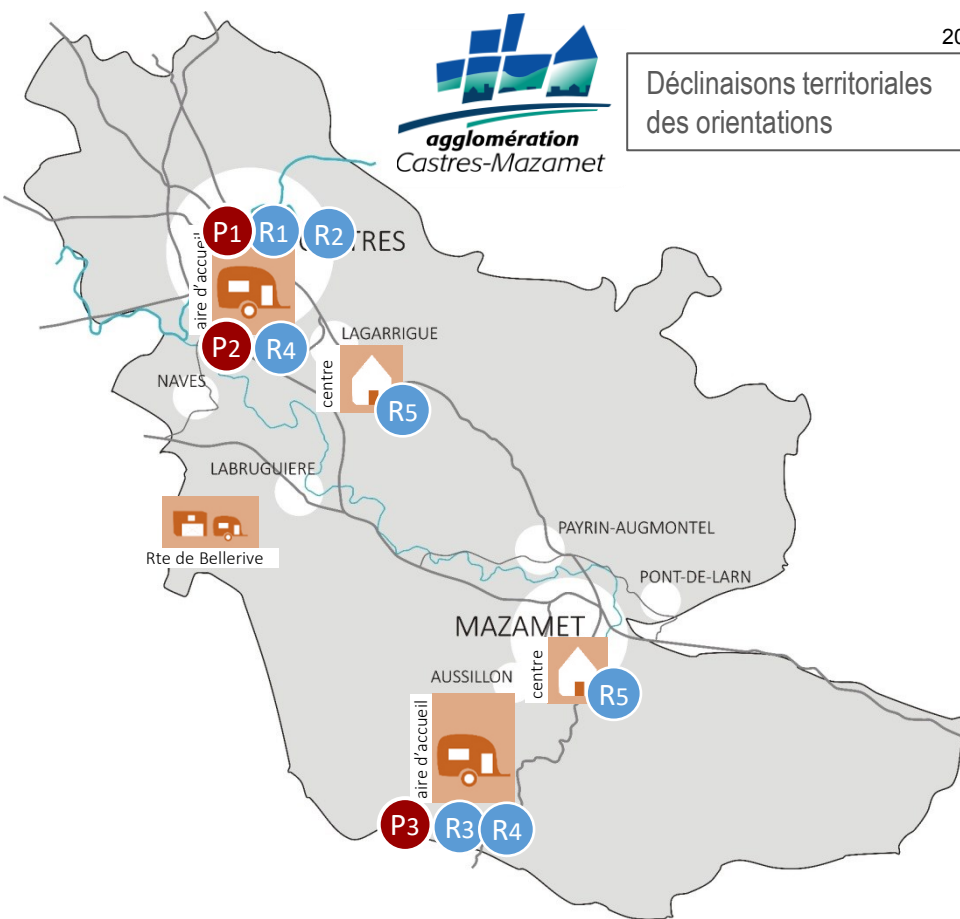 20
agglomération
Castres-Mazamet
Déclinaisons territoriales
des orientations
P1
R1
R2
TRES
aire d'accueil
P2
R4
LAGARRIGUE
centre
R5
NAVES
LABRUGUIERE
Rte de Bellerive
PAYRIN-AUGMONTEL
PONT-DE-LARN
MAZAMET
AUSSILLON
centre
R5
aire d'accueil
P3
R3
R4